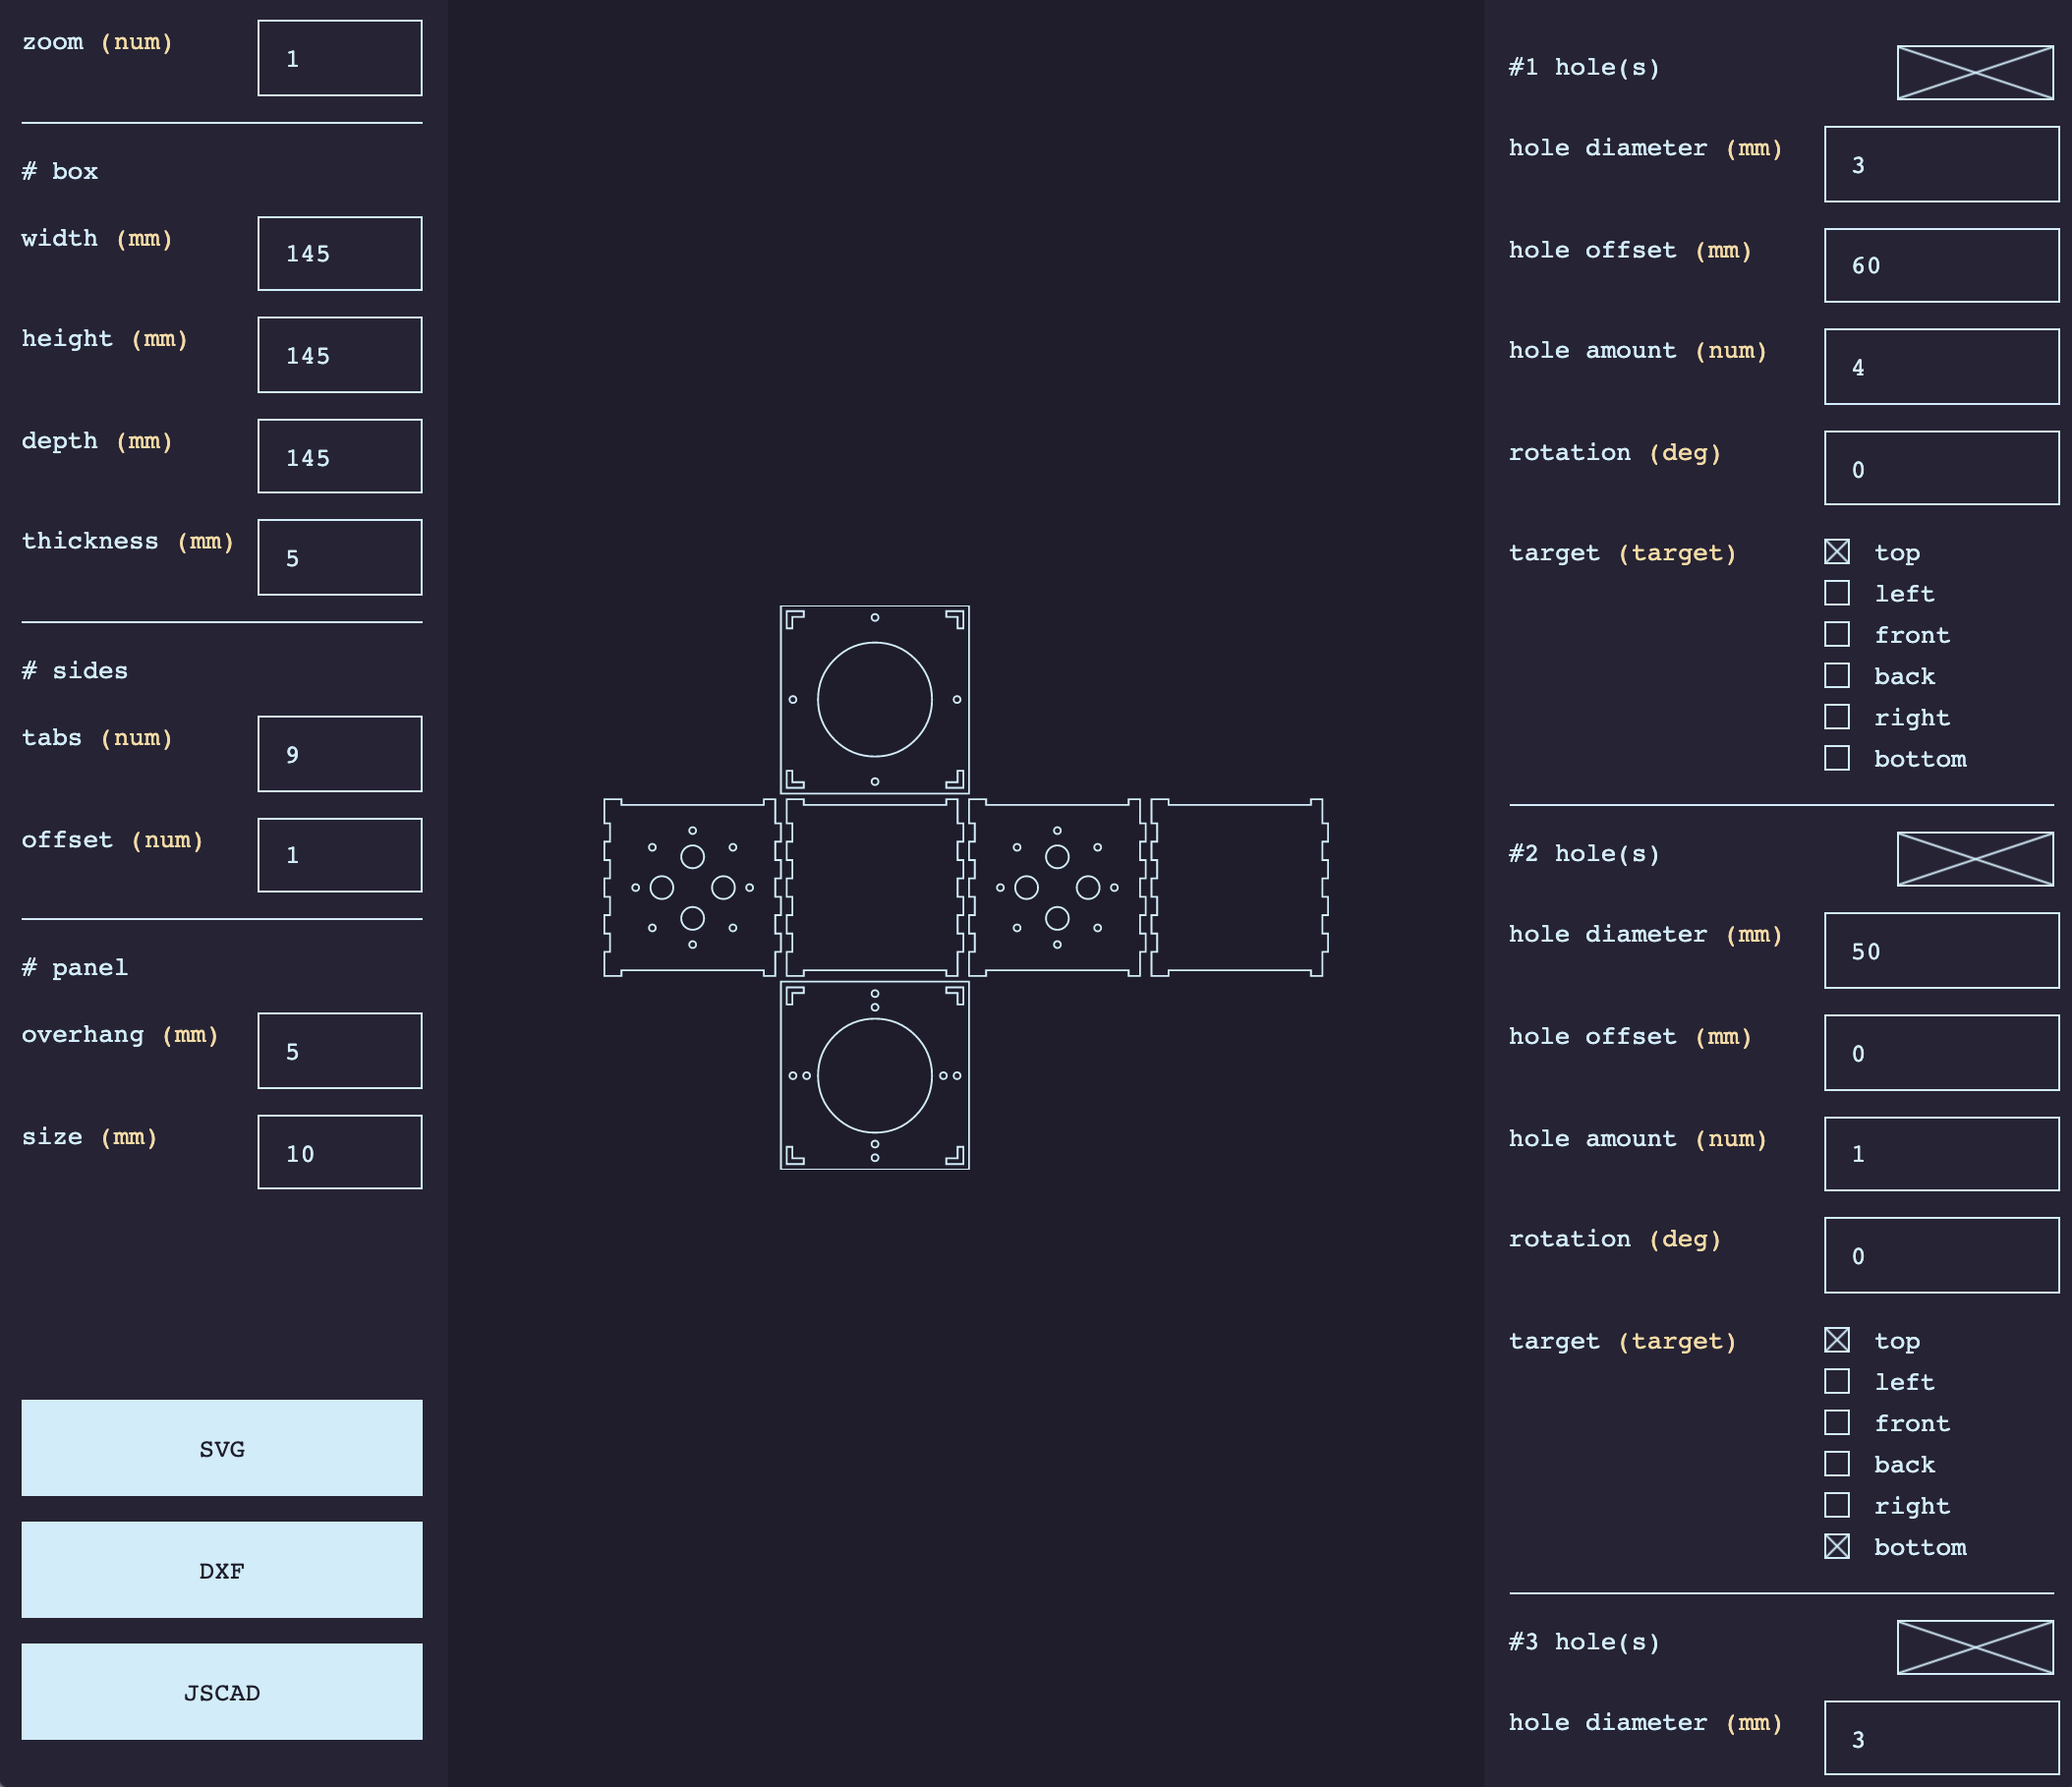 zoom (num)
1
# box
width (mm)
145
height (mm)
145
depth (mm)
145
thickness (mm)
5
# sides
tabs (num)
9
offset (num)
1
# panel
overhang (mm)
5
size (mm)
10
SVG
DXF
JSCAD
#1 hole(s)
hole diameter (mm)
3
hole offset (mm)
60
hole amount (num)
4
rotation (deg)
0
target (target)
top
left
front
back
right
bottom
#2 hole(s)
hole diameter (mm)
50
hole offset (mm)
0
hole amount (num)
1
rotation (deg)
0
target (target)
top
left
front
back
right
bottom
#3 hole(s)
hole diameter (mm)
3